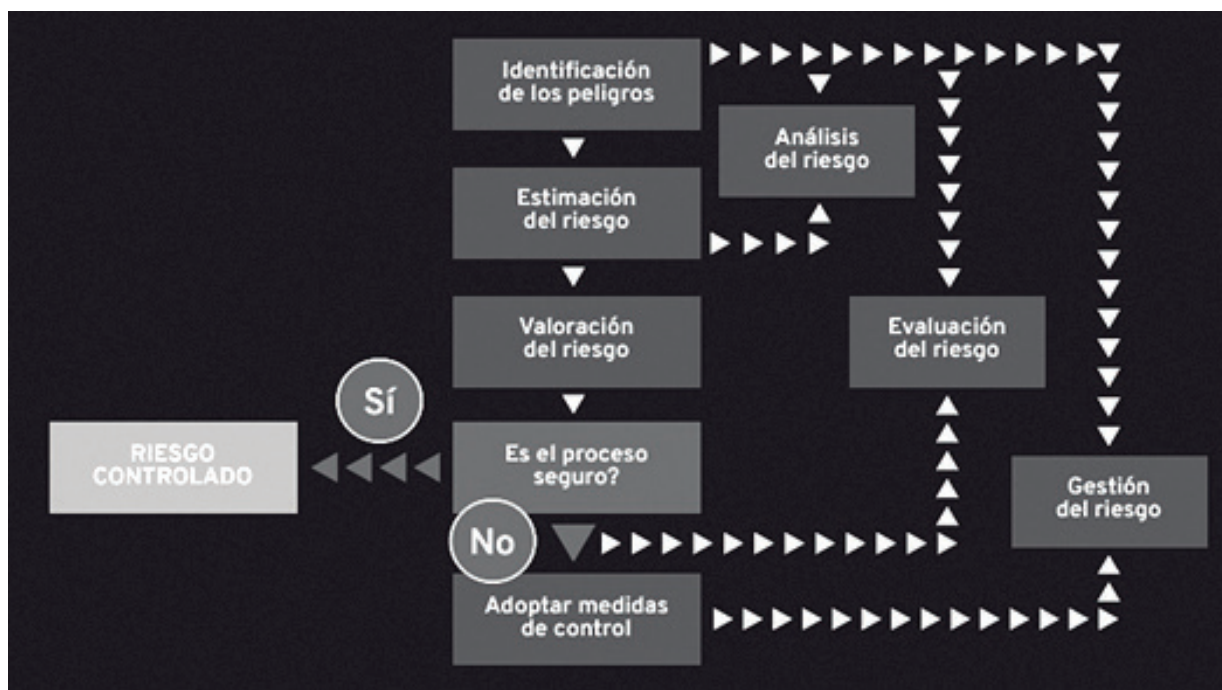 Identificación
de los peligros
Análisis
del riesgo
Estimación
del riesgo
Valoración
del riesgo
Evaluación
del riesgo
Sí
RIESGO
CONTROLADO
Es el proceso
seguro?
Gestión
del riesgo
No
Adoptar medidas
de control